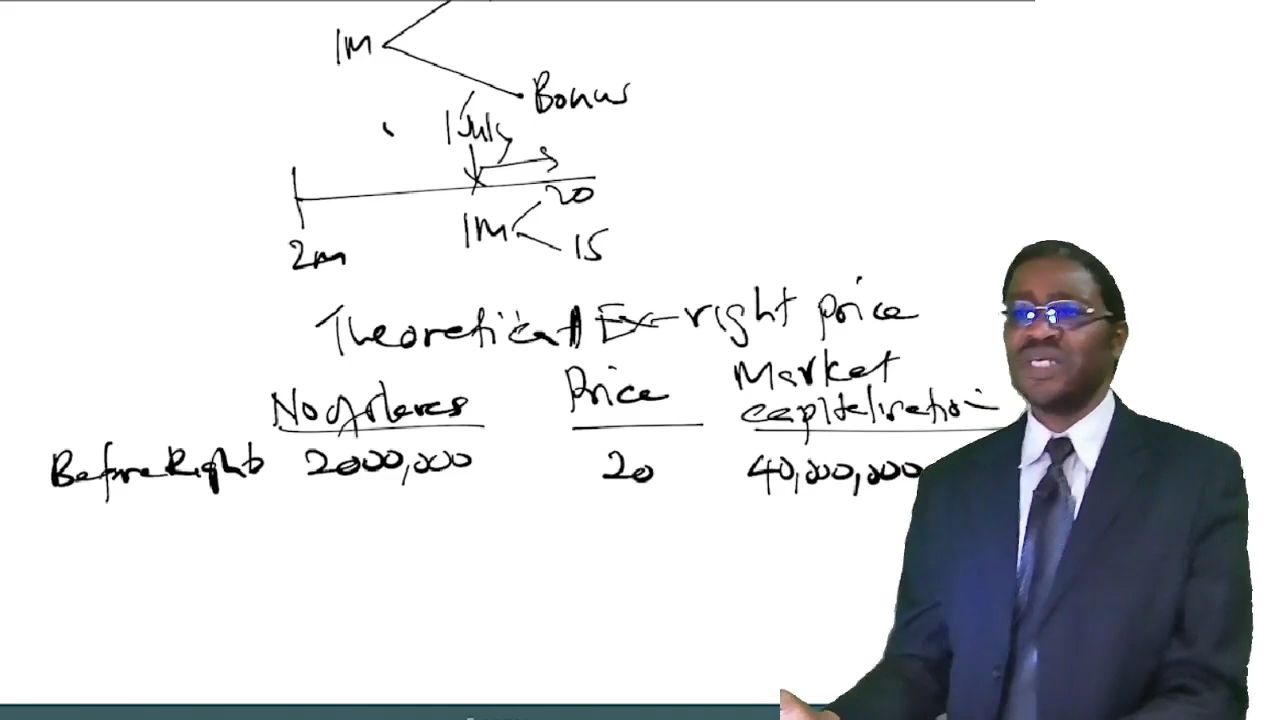 1M
Bonus
1 July
20
1M
15
2m
Theoretical Ex-right price
Market
No of shares Price capitalisation
Before Right 2000,000 20 40,000,000